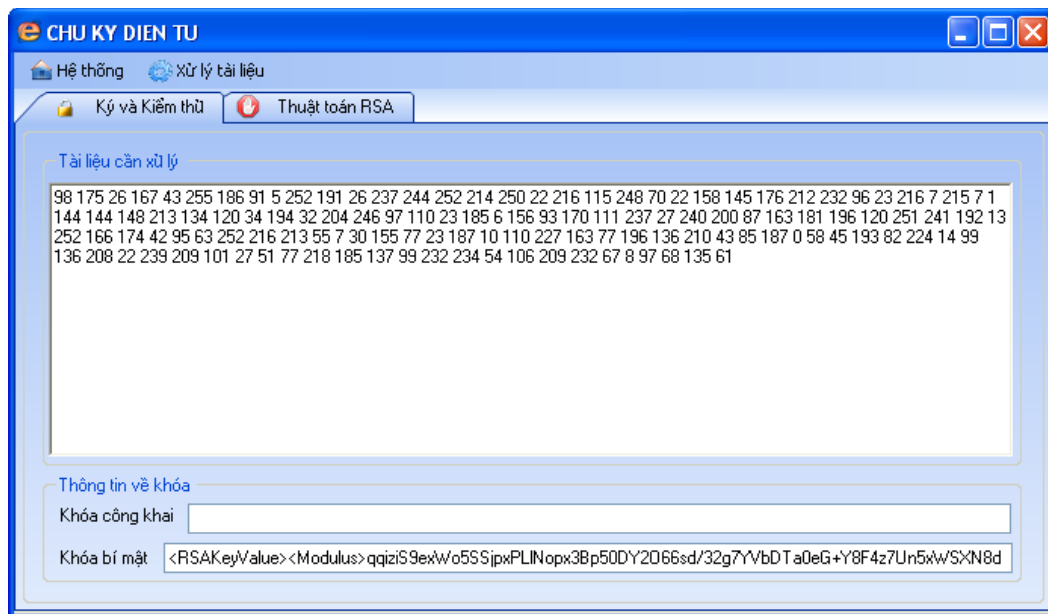 CHU KY DIEN TU
Hệ thống Xử lý tài liệu
Ký và Kiểm thử Thuật toán RSA
Tài liệu cần xử lý
98 175 26 167 43 255 186 91 5 252 191 26 237 244 252 214 250 22 216 115 248 70 22 158 145 176 212 232 96 23 216 7 215 7 1
144 144 148 213 134 120 34 194 32 204 246 97 110 23 185 6 156 93 170 111 237 27 240 200 87 163 181 196 120 251 241 192 13
252 166 174 42 95 63 252 216 213 55 7 30 155 77 23 187 10 110 227 163 77 196 136 210 43 85 187 0 58 45 193 82 224 14 99
136 208 22 239 209 101 27 51 77 218 185 137 99 232 234 54 106 209 232 67 8 97 68 135 61
Thông tin về khóa
Khóa công khai
Khóa bí mật <RSAKeyValue><Modulus>qqiziS9exWo5SSjpxPLlNopx3Bp50DY2O66sd/32g7YVbDTa0eG+Y8F4z7Un5xWSXN8d